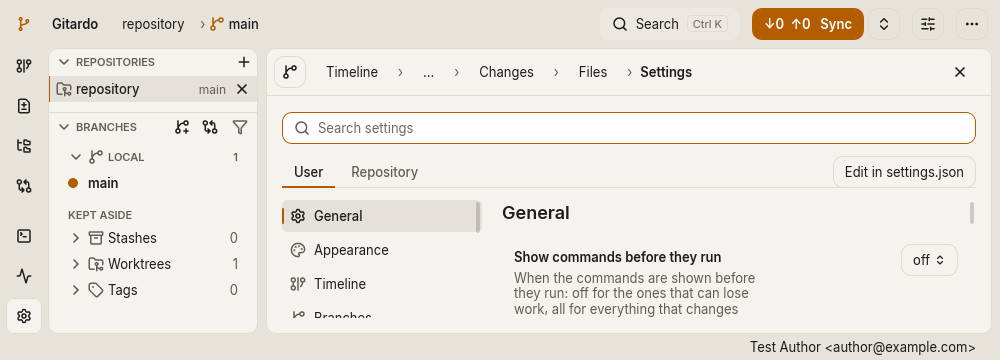 Gitardo
repository
main
Search
Ctrl K
↓0 ↑0 Sync
REPOSITORIES
repository
main
BRANCHES
LOCAL
1
main
KEPT ASIDE
Stashes
0
Worktrees
1
Tags
0
Timeline
...
Changes
Files
Settings
Search settings
User
Repository
Edit in settings.json
General
Appearance
Timeline
Branches
General
Show commands before they run
When the commands are shown before
they run: off for the ones that can lose
work, all for everything that changes
off
Test Author <author@example.com>